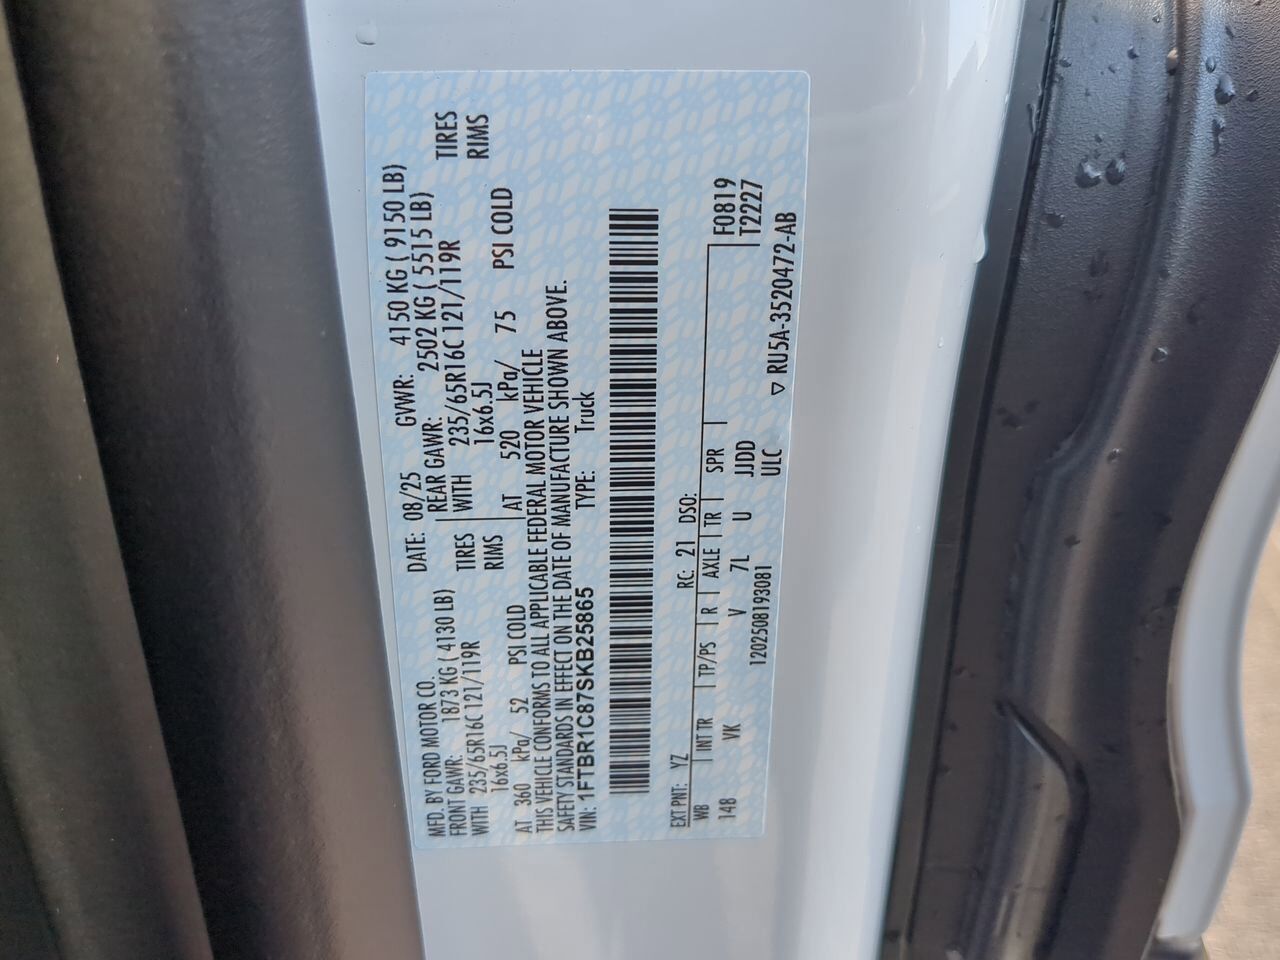 MFD. BY FORD MOTOR CO. DATE: 08/25 GVWR: 4150 KG ( 9150 LB)
FRONT GAWR: 1873 KG ( 4130 LB) REAR GAWR: 2502 KG ( 5515 LB)
WITH 235/65R16C 121/119R TIRES WITH 235/65R16C 121/119R TIRES
16x6.5J RIMS 16x6.5J RIMS
AT 360 kPa/ 52 PSI COLD AT 520 kPa/ 75 PSI COLD
THIS VEHICLE CONFORMS TO ALL APPLICABLE FEDERAL MOTOR VEHICLE
SAFETY STANDARDS IN EFFECT ON THE DATE OF MANUFACTURE SHOWN ABOVE.
VIN: 1FTBR1C87SKB25865 TYPE: Truck
EXT PNT: YZ RC: 21 DSO:
WB INT TR TP/PS R AXLE TR SPR F0819
148 VK V 7L U JJDD T2227
1202508193081 ULC
▽ RU5A-3520472-AB